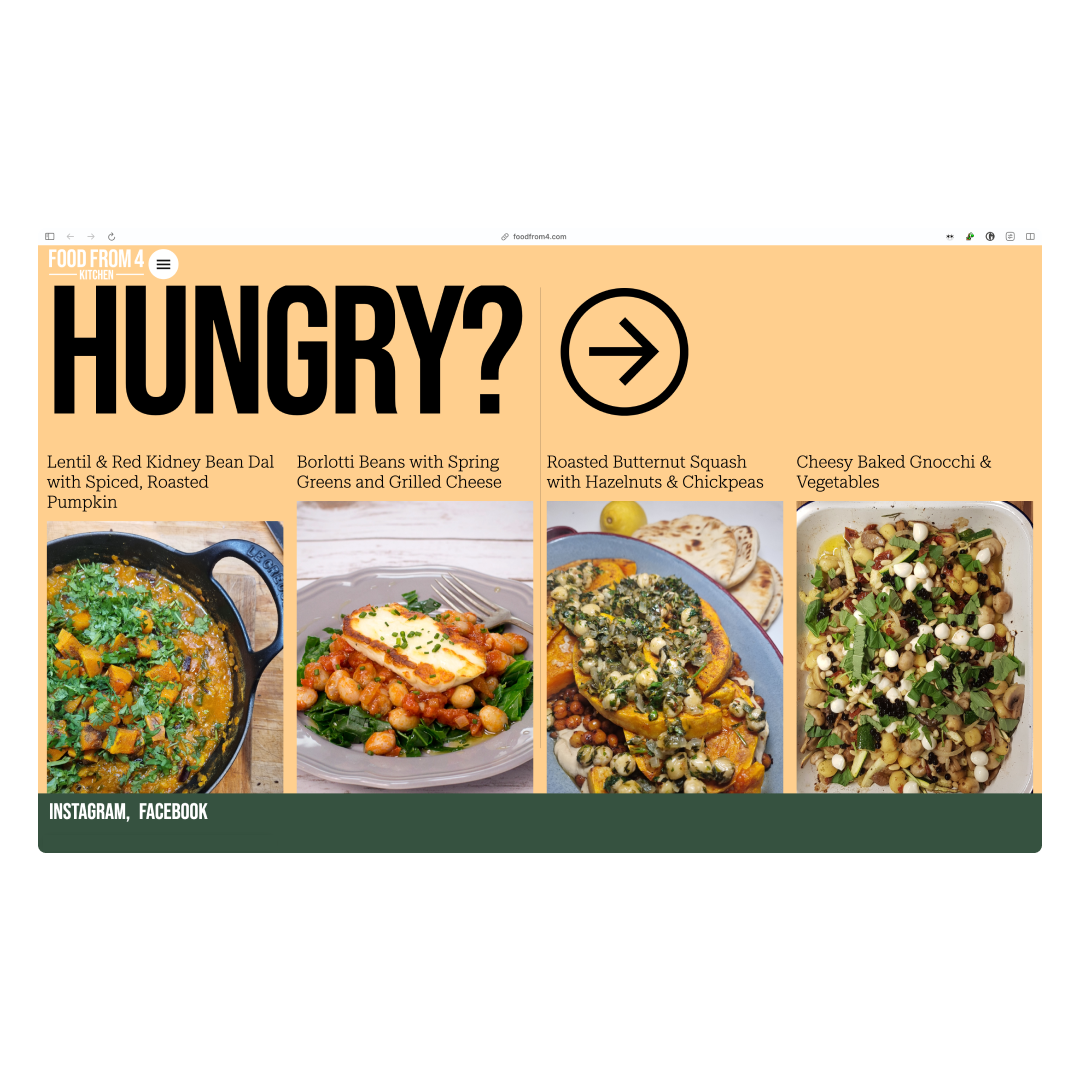 foodfrom4.com
FOOD FROM 4
KITCHEN
HUNGRY?
Lentil & Red Kidney Bean Dal
with Spiced, Roasted
Pumpkin
Borlotti Beans with Spring
Greens and Grilled Cheese
Roasted Butternut Squash
with Hazelnuts & Chickpeas
Cheesy Baked Gnocchi &
Vegetables
INSTAGRAM, FACEBOOK